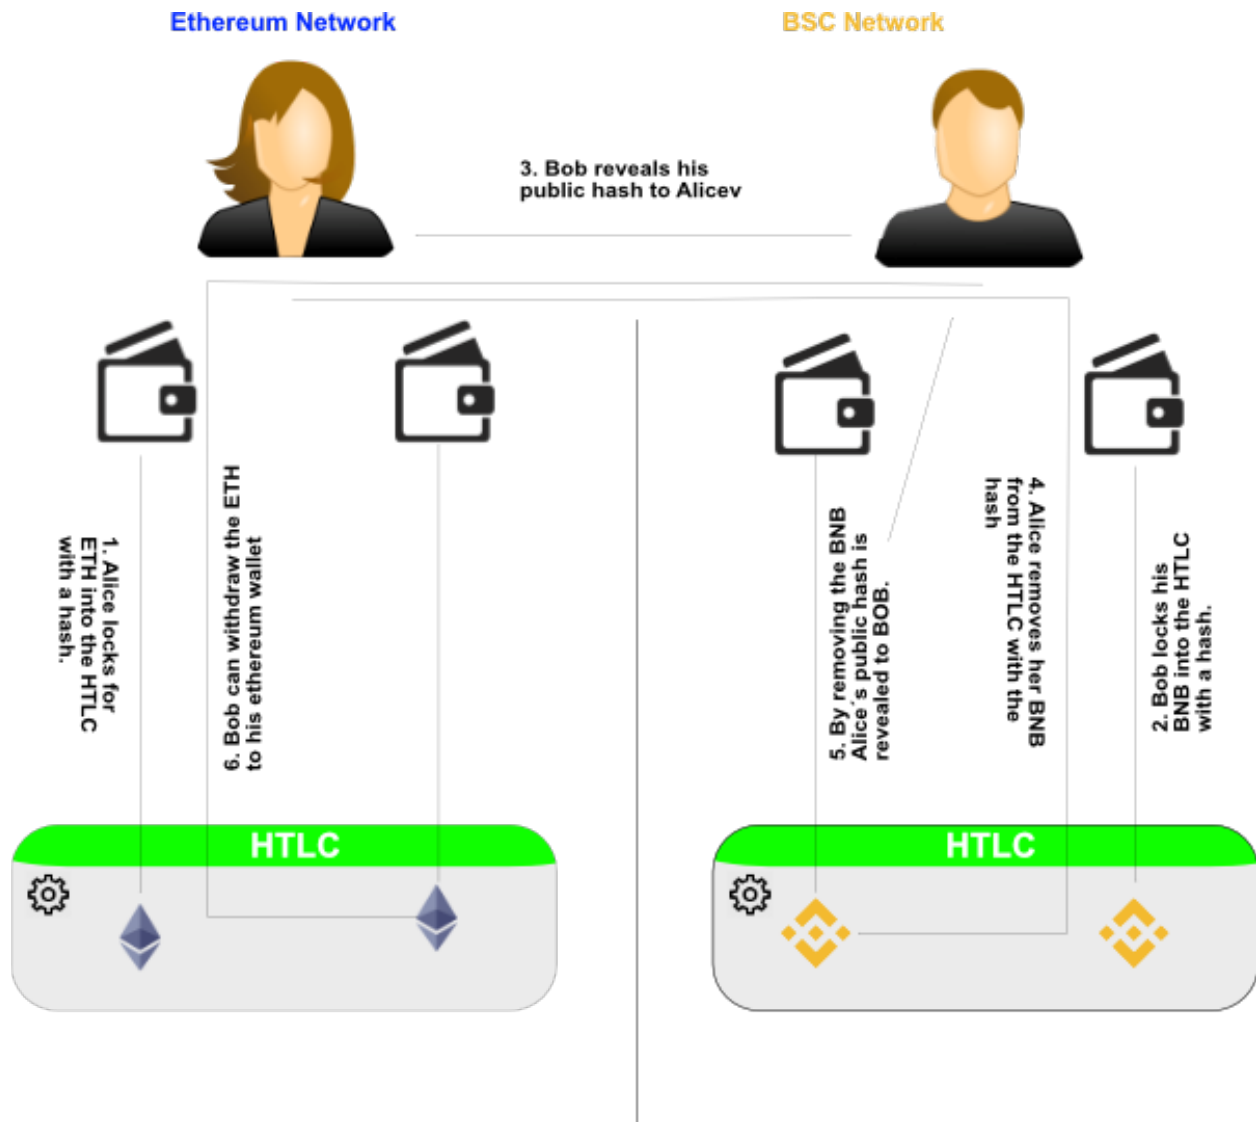 Ethereum Network
BSC Network
3. Bob reveals his
public hash to Alicev
1. Alice locks for
ETH into the HTLC
with a hash.
6. Bob can withdraw the ETH
to his ethereum wallet
5. By removing the BNB
Alice´s public hash is
revealed to BOB.
4. Alice removes her BNB
from the HTLC with the
hash
2. Bob locks his
BNB into the HTLC
with a hash.
HTLC
HTLC